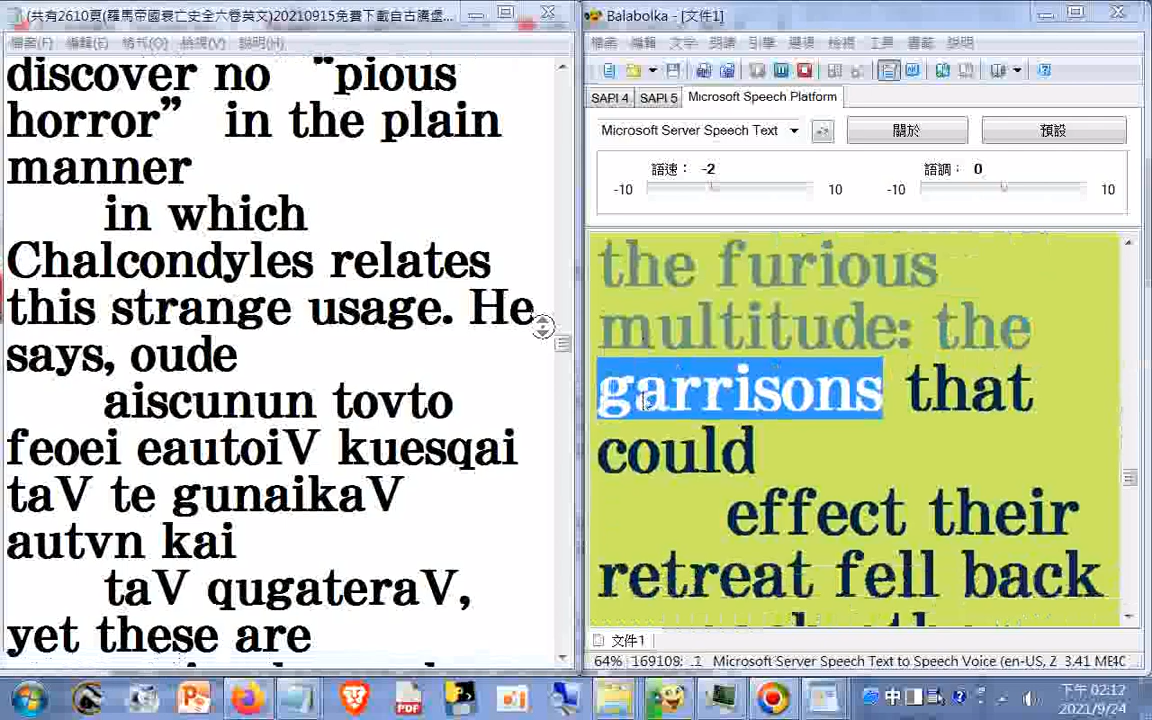 (共有2610頁(羅馬帝國衰亡史全六卷英文)20210915免費下載自古騰堡...
檔案(F) 編輯(E) 格式(O) 檢視(V) 說明(H)
discover no "pious
horror" in the plain
manner
in which
Chalcondyles relates
this strange usage. He
says, oude
aiscunun tovto
feoei eautoiV kuesqai
taV te gunaikaV
autvn kai
taV qugateraV,
yet these are
Balabolka - [文件1]
檔案 編輯 文字 朗讀 引擎 選項 檢視 工具 書籤 說明
SAPI 4 SAPI 5 Microsoft Speech Platform
Microsoft Server Speech Text 關於 預設
語速: -2 語調: 0
-10 10 -10 10
the furious
multitude: the
garrisons that
could
effect their
retreat fell back
文件1
64% 169108: Microsoft Server Speech Text to Speech Voice (en-US, Z 3.41 ME
中
下午 02:12
2021/9/24